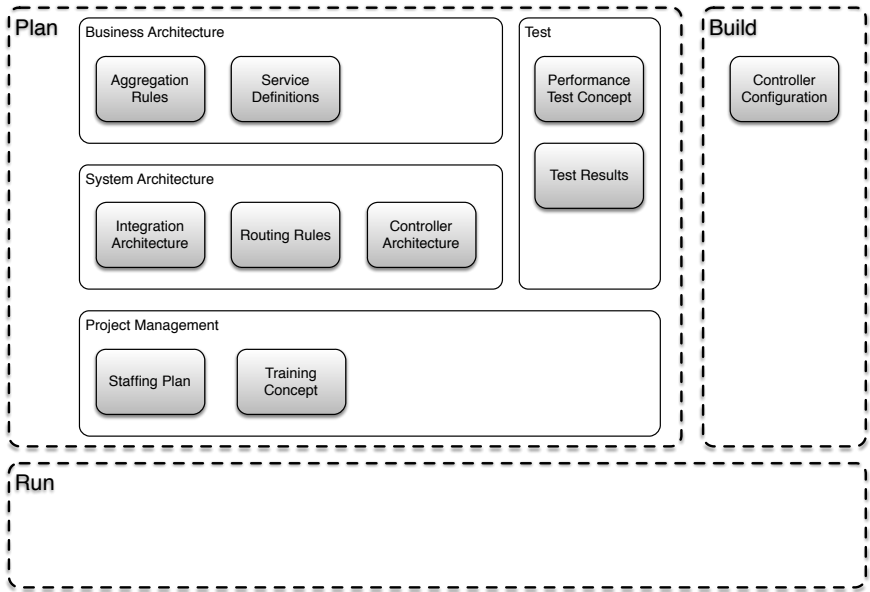 Plan
Business Architecture
Aggregation
Rules
Service
Definitions
System Architecture
Integration
Architecture
Routing Rules
Controller
Architecture
Test
Performance
Test Concept
Test Results
Project Management
Staffing Plan
Training
Concept
Build
Controller
Configuration
Run